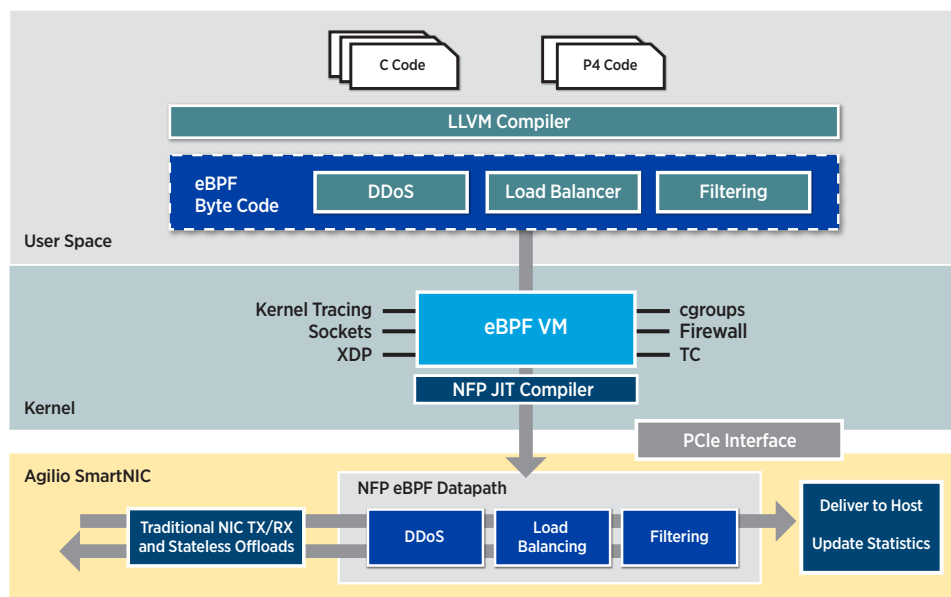 C Code
P4 Code
LLVM Compiler
eBPF
Byte Code
DDoS
Load Balancer
Filtering
User Space
Kernel Tracing
Sockets
XDP
eBPF VM
cgroups
Firewall
TC
NFP JIT Compiler
Kernel
PCIe Interface
Agilio SmartNIC
NFP eBPF Datapath
Traditional NIC TX/RX
and Stateless Offloads
DDoS
Load
Balancing
Filtering
Deliver to Host
Update Statistics